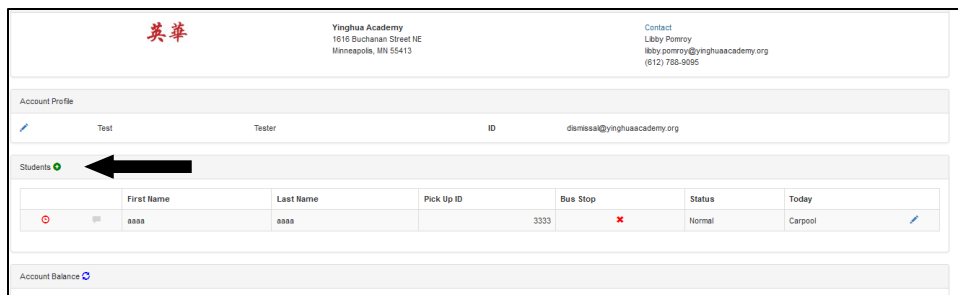 英華
Yinghua Academy
1616 Buchanan Street NE
Minneapolis, MN 55413
Contact
Libby Pomroy
libby.pomroy@yinghuaacademy.org
(612) 788-9095
Account Profile
Test Tester ID dismissal@yinghuaacademy.org
Students
First Name Last Name Pick Up ID Bus Stop Status Today
aaaa aaaa 3333 Normal Carpool
Account Balance